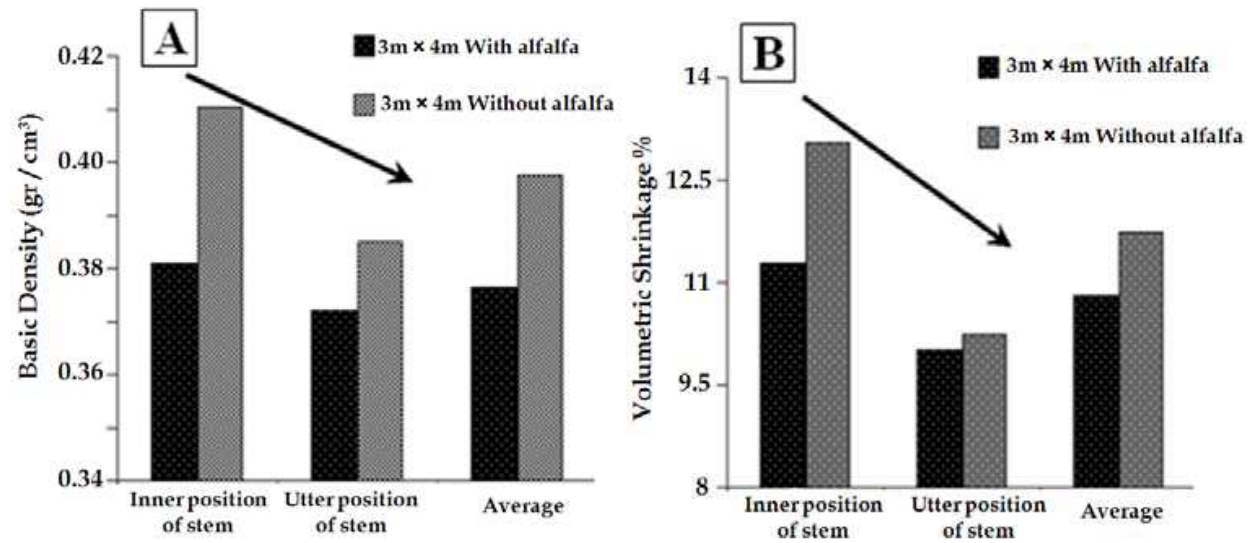 A
3m × 4m With alfalfa
3m × 4m Without alfalfa
0.42
0.40
0.38
0.36
0.34
Basic Density (gr / cm³)
Inner position
of stem
Utter position
of stem
Average
B
3m × 4m With alfalfa
3m × 4m Without alfalfa
14
12.5
11
9.5
8
Volumetric Shrinkage %
Inner position
of stem
Utter position
of stem
Average